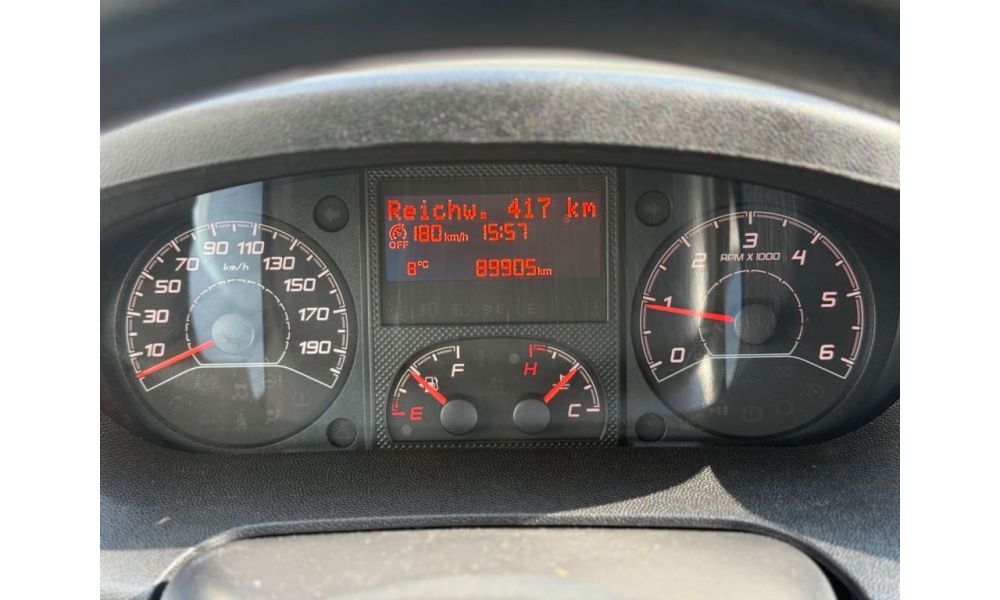 Reichw. 417 km
OFF 180 km/h 15:57
8°C 89905 km
10 30 50 70 90 110 130 150 170 190
km/h
0 1 2 3 4 5 6
RPM X 1000
E F
H C